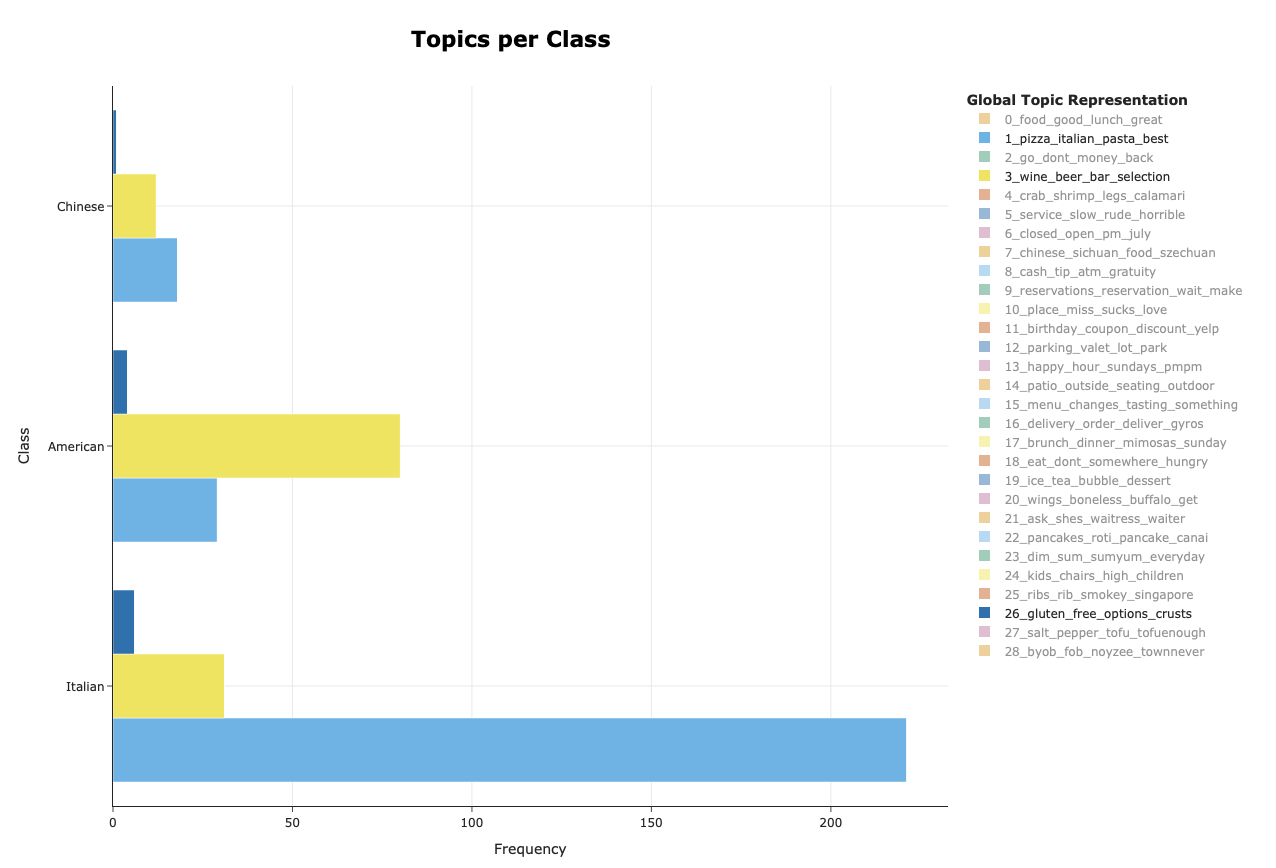 Topics per Class
Class
Chinese
American
Italian
0
50
100
150
200
Frequency
Global Topic Representation
0_food_good_lunch_great
1_pizza_italian_pasta_best
2_go_dont_money_back
3_wine_beer_bar_selection
4_crab_shrimp_legs_calamari
5_service_slow_rude_horrible
6_closed_open_pm_july
7_chinese_sichuan_food_szechuan
8_cash_tip_atm_gratuity
9_reservations_reservation_wait_make
10_place_miss_sucks_love
11_birthday_coupon_discount_yelp
12_parking_valet_lot_park
13_happy_hour_sundays_pmpm
14_patio_outside_seating_outdoor
15_menu_changes_tasting_something
16_delivery_order_deliver_gyros
17_brunch_dinner_mimosas_sunday
18_eat_dont_somewhere_hungry
19_ice_tea_bubble_dessert
20_wings_boneless_buffalo_get
21_ask_shes_waitress_waiter
22_pancakes_roti_pancake_canai
23_dim_sum_sumyum_everyday
24_kids_chairs_high_children
25_ribs_rib_smokey_singapore
26_gluten_free_options_crusts
27_salt_pepper_tofu_tofuenough
28_byob_fob_noyzee_townnever